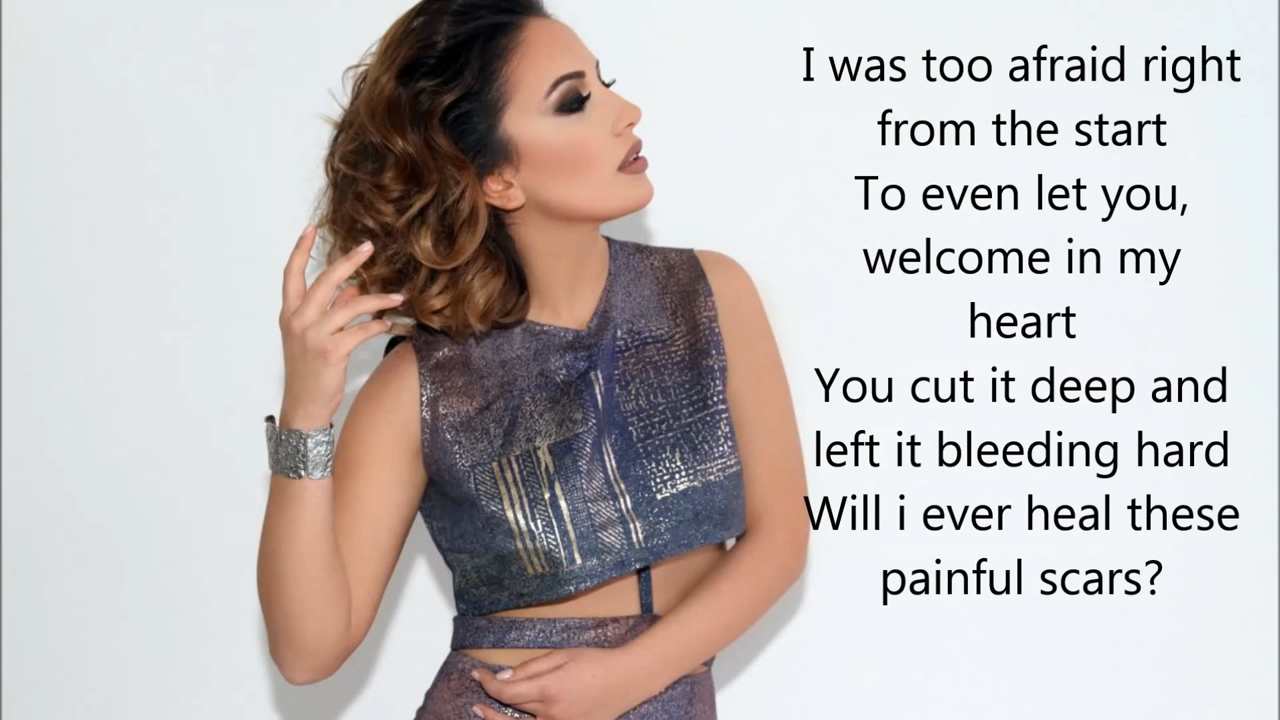 I was too afraid right
from the start
To even let you,
welcome in my
heart
You cut it deep and
left it bleeding hard
Will i ever heal these
painful scars?